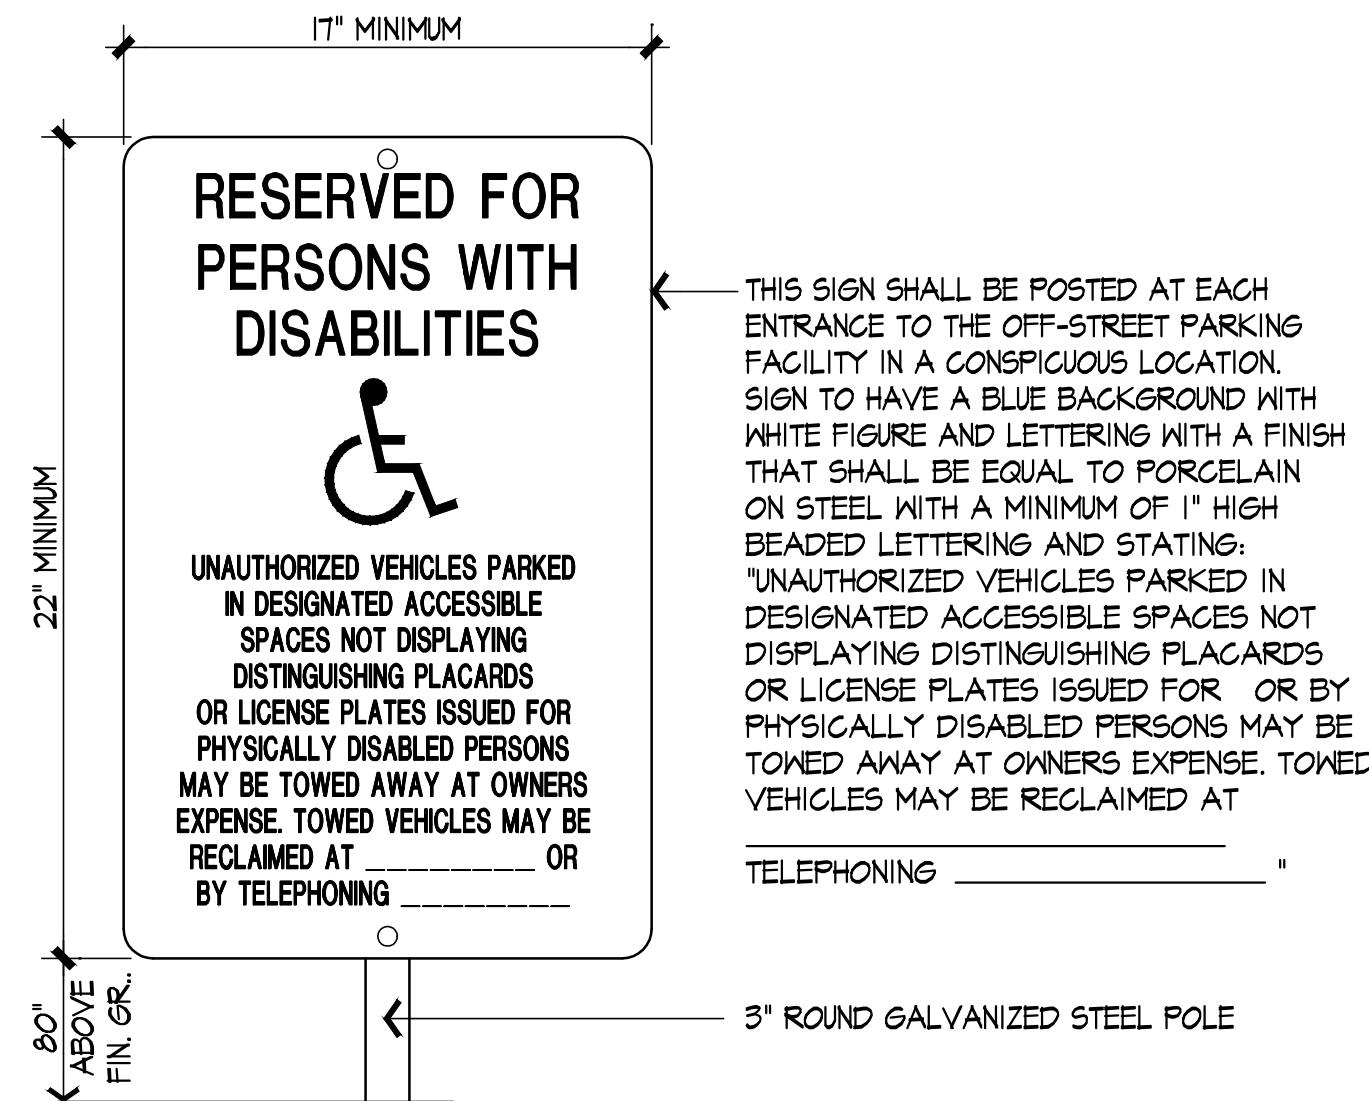 17" MINIMUM
22" MINIMUM
RESERVED FOR
PERSONS WITH
DISABILITIES
UNAUTHORIZED VEHICLES PARKED
IN DESIGNATED ACCESSIBLE
SPACES NOT DISPLAYING
DISTINGUISHING PLACARDS
OR LICENSE PLATES ISSUED FOR
PHYSICALLY DISABLED PERSONS
MAY BE TOWED AWAY AT OWNERS
EXPENSE. TOWED VEHICLES MAY BE
RECLAIMED AT ________ OR
BY TELEPHONING ________
THIS SIGN SHALL BE POSTED AT EACH
ENTRANCE TO THE OFF-STREET PARKING
FACILITY IN A CONSPICUOUS LOCATION.
SIGN TO HAVE A BLUE BACKGROUND WITH
WHITE FIGURE AND LETTERING WITH A FINISH
THAT SHALL BE EQUAL TO PORCELAIN
ON STEEL WITH A MINIMUM OF 1" HIGH
BEADED LETTERING AND STATING:
"UNAUTHORIZED VEHICLES PARKED IN
DESIGNATED ACCESSIBLE SPACES NOT
DISPLAYING DISTINGUISHING PLACARDS
OR LICENSE PLATES ISSUED FOR OR BY
PHYSICALLY DISABLED PERSONS MAY BE
TOWED AWAY AT OWNERS EXPENSE. TOWED
VEHICLES MAY BE RECLAIMED AT
____________________
TELEPHONING ____________ "
80"
ABOVE
FIN. GR..
3" ROUND GALVANIZED STEEL POLE